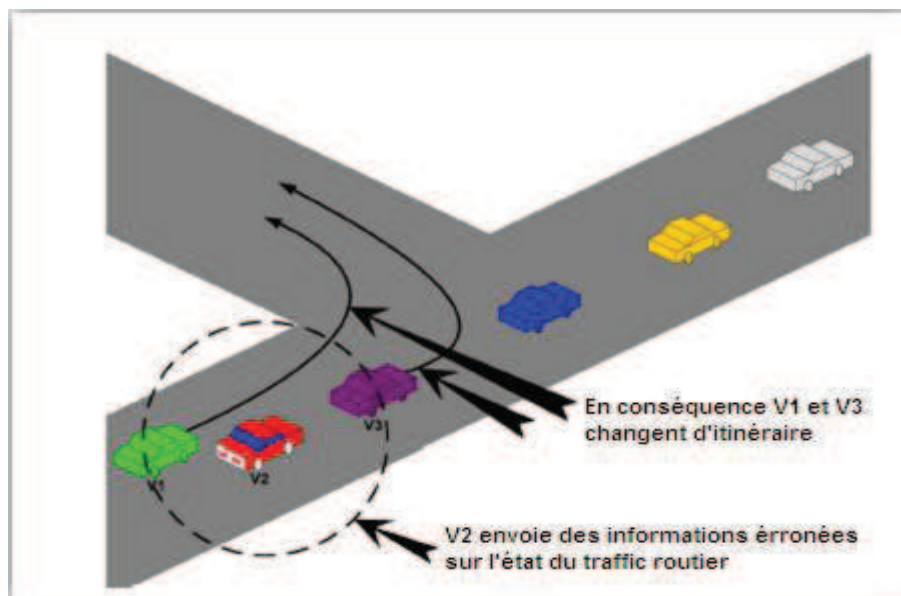 V3
V1
V2
En conséquence V1 et V3
changent d'itinéraire
V2 envoie des informations érronées
sur l'état du traffic routier